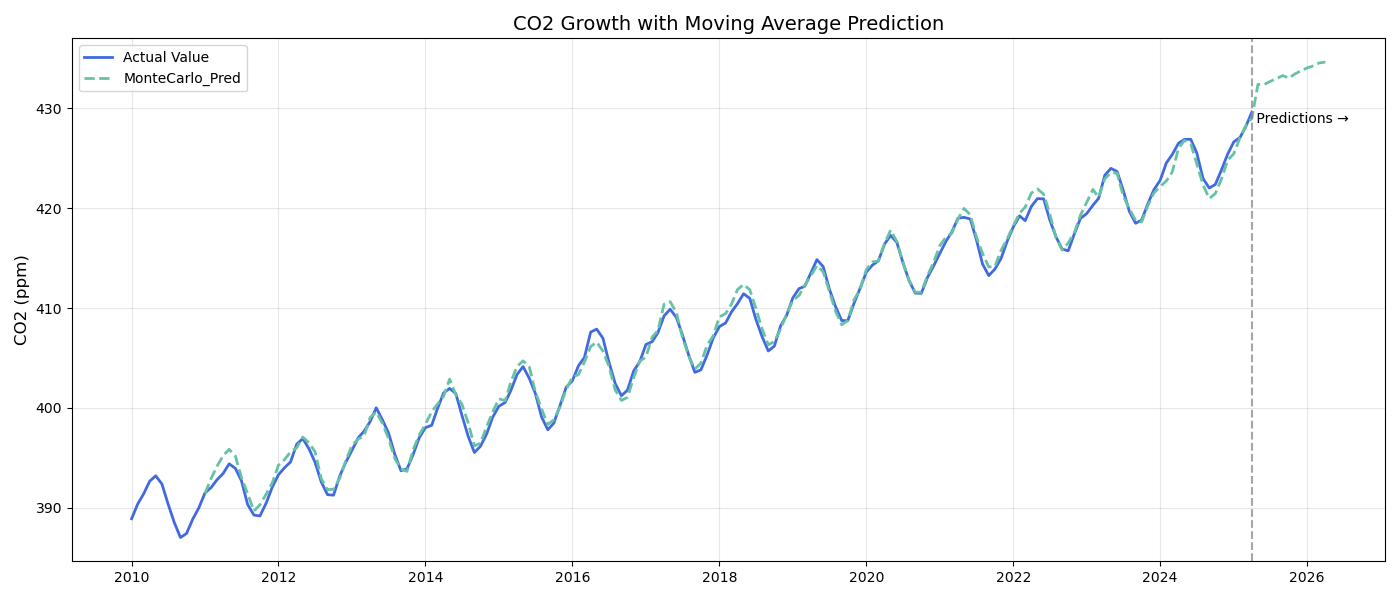 CO2 Growth with Moving Average Prediction
Actual Value
MonteCarlo_Pred
CO2 (ppm)
430
420
410
400
390
Predictions →
2010
2012
2014
2016
2018
2020
2022
2024
2026